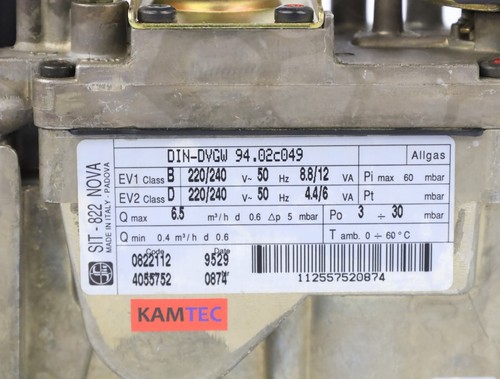 SIT - 822 NOVA
MADE IN ITALY - PADOVA
DIN-DVGW 94.02c049 Allgas
EV1 Class B 220/240 V~ 50 Hz 8.8/12 VA Pi max 60 mbar
EV2 Class D 220/240 V~ 50 Hz 4.4/6 VA Pt mbar
Q max 6.5 m³/h d 0.6 Δp 5 mbar Po 3 ÷ 30 mbar
Q min 0.4 m³/h d 0.6 T amb. 0 ÷ 60°C
Date
0822112 9529
4055752 0874 112557520874
KAMTEC